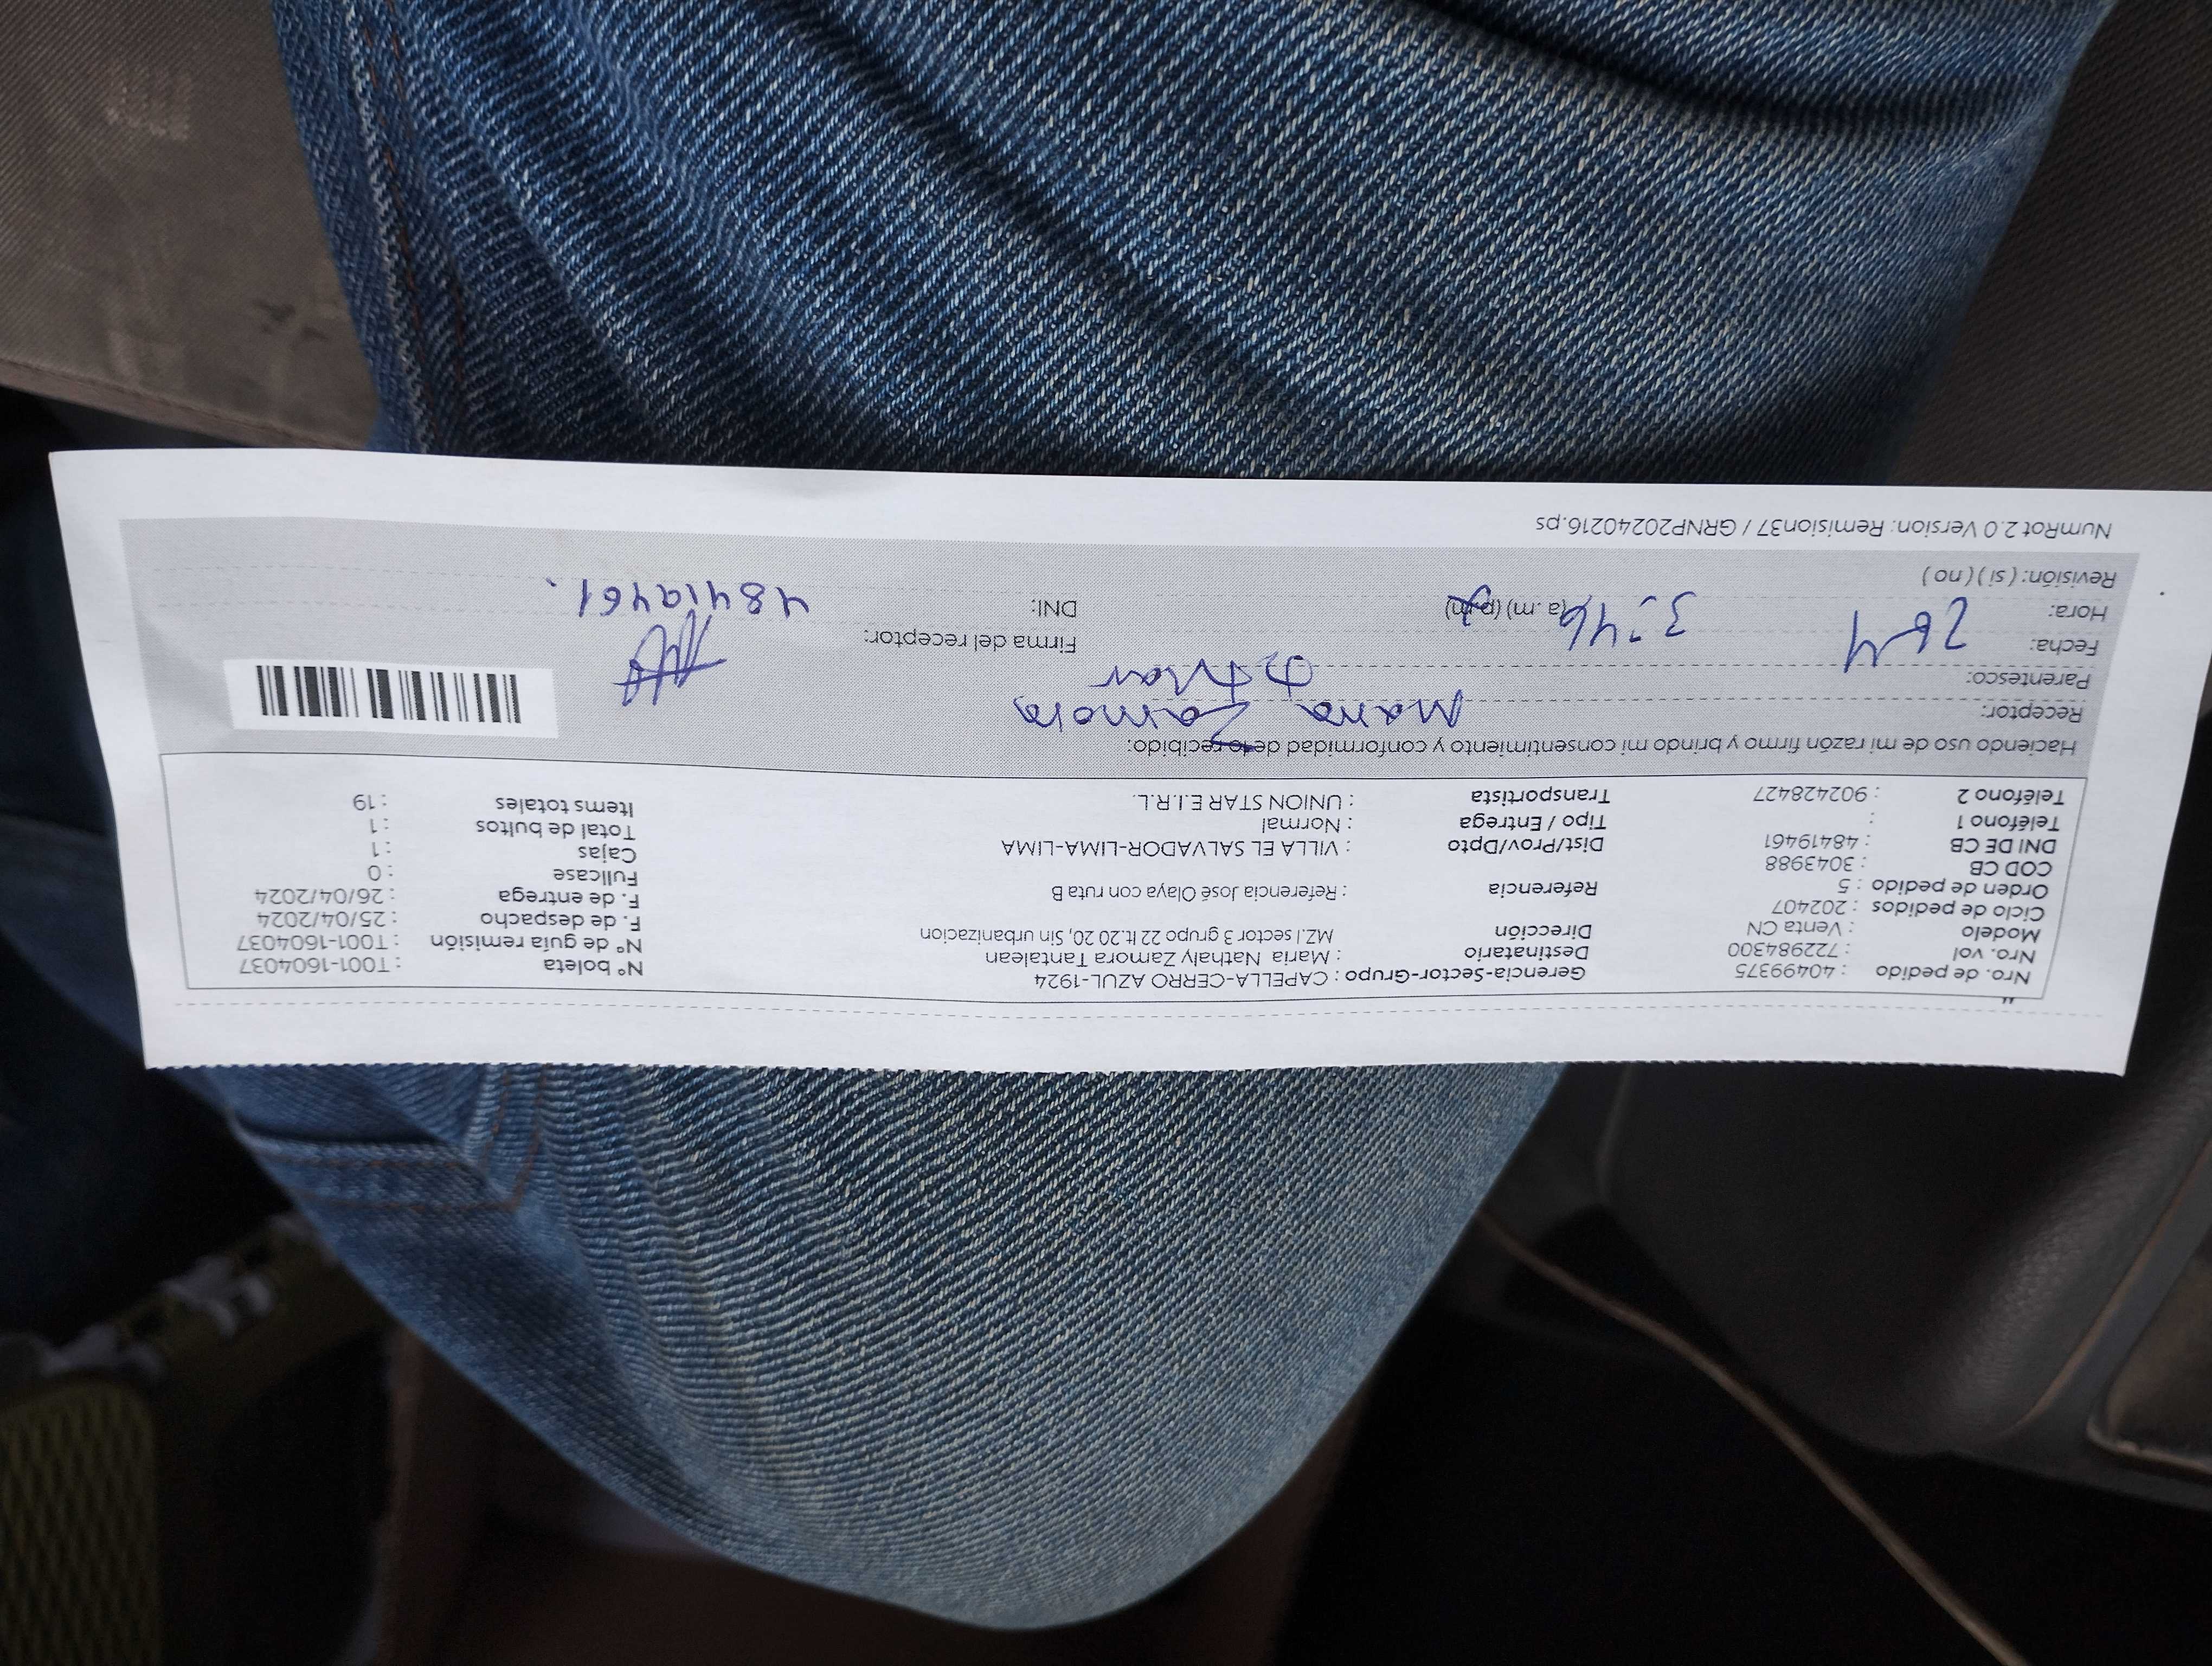 Nro. de pedido : 40499375 Gerencia-Sector-Grupo : CAPELLA-CERRO AZUL-1924 Nº boleta : T001-1604037
Nro. vol : 722984300 Destinatario : Maria Nathaly Zamora Tantalean Nº de guía remisión : T001-1604037
Modelo : Venta CN Dirección MZ.I sector 3 grupo 22 lt.20 20, Sin urbanizacion F. de despacho : 25/04/2024
Ciclo de pedidos : 202407 F. de entrega : 26/04/2024
Orden de pedido : 5 Referencia : Referencia José Olaya con ruta B Fullcase : 0
COD CB : 3043988 Cajas : 1
DNI DE CB : 48419461 Dist/Prov/Dpto : VILLA EL SALVADOR-LIMA-LIMA Total de bultos : 1
Teléfono 1 : Tipo / Entrega : Normal Items totales : 19
Teléfono 2 : 902428427 Transportista : UNION STAR E.I.R.L.
Haciendo uso de mi razón firmo y brindo mi consentimiento y conformidad de lo recibido:
Receptor: Maria Zamora
Parentesco: titular
Fecha: 26 4 Firma del receptor:
Hora: 3:46 (a.m) (p.m) DNI: 48419461.
Revisión: ( si ) ( no )
NumRot 2.0 Version: Remision37 / GRNP20240216.ps